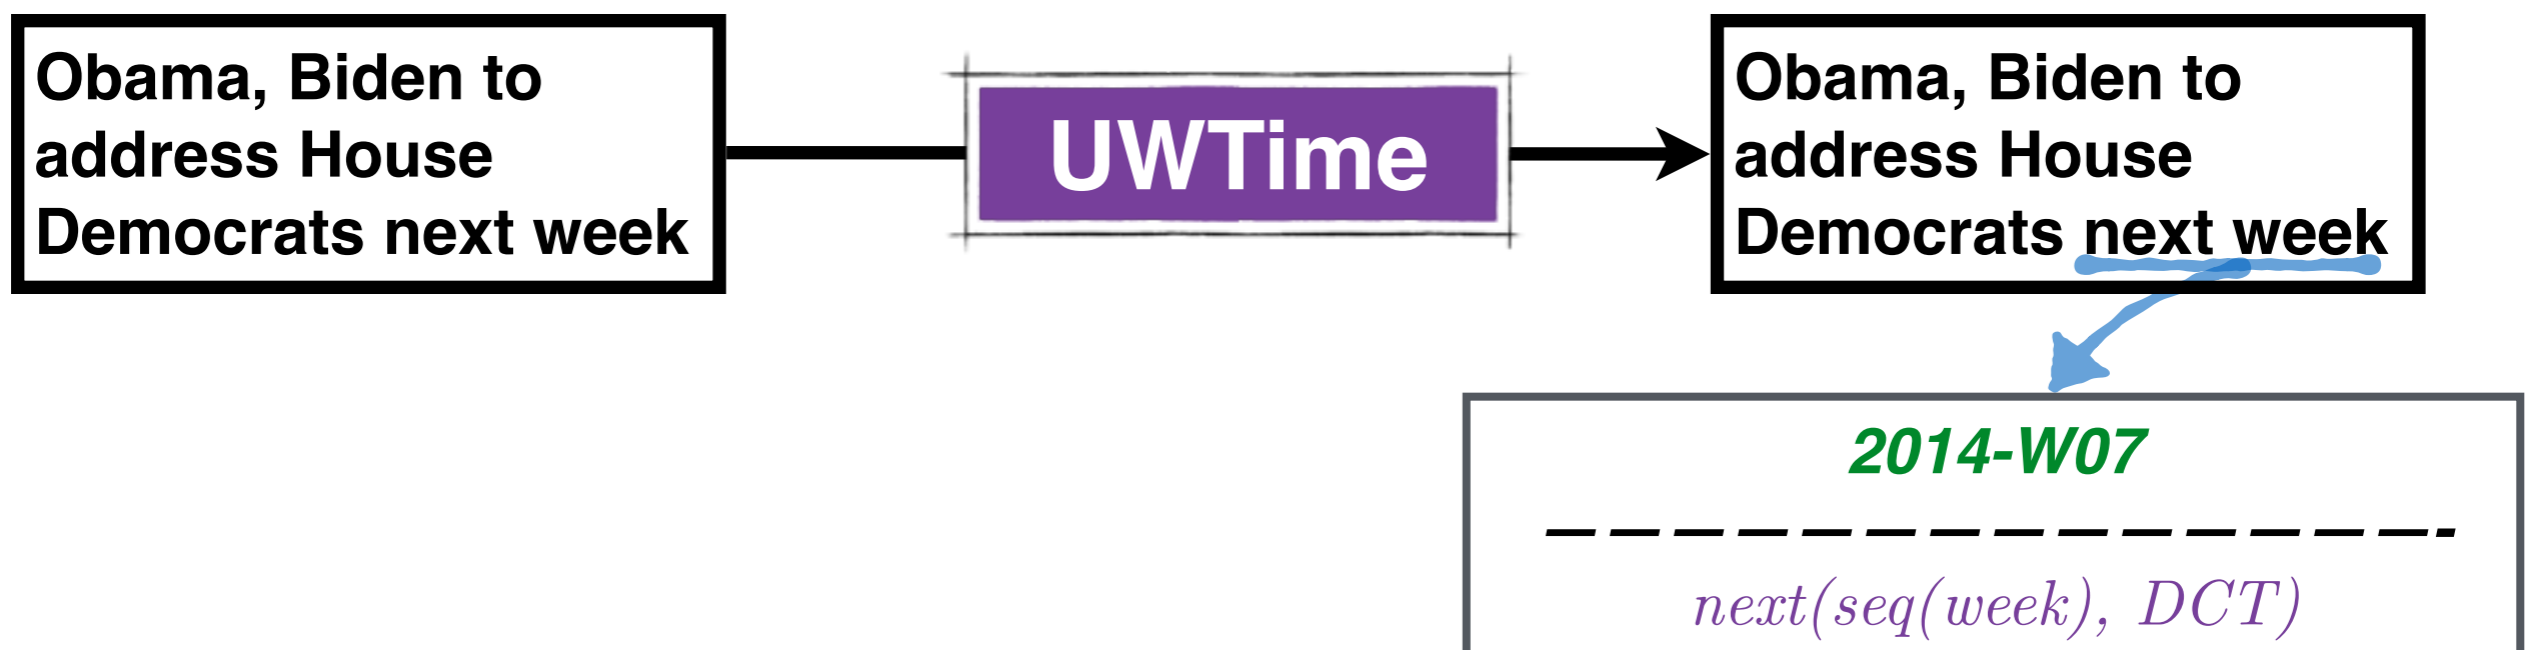 Obama, Biden to
address House
Democrats next week
UWTime
Obama, Biden to
address House
Democrats next week
2014-W07
next(seq(week), DCT)